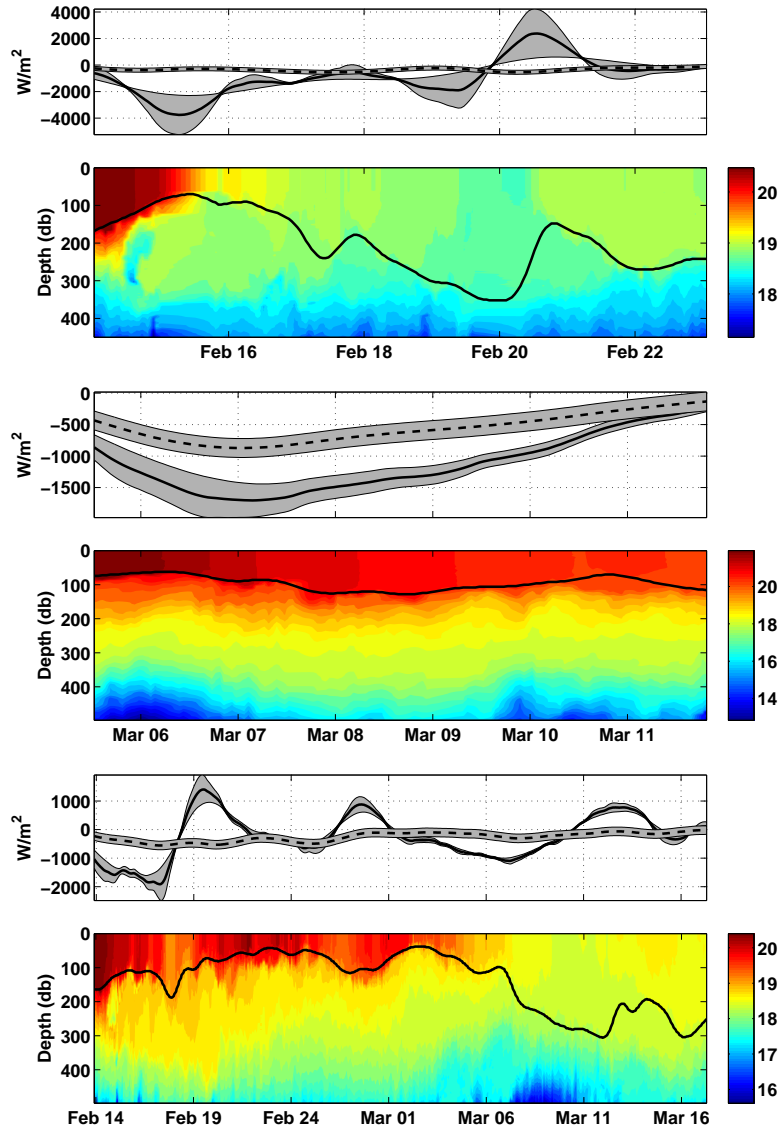 4000
2000
0
−2000
−4000
W/m²
0
100
200
300
400
Depth (db)
Feb 16
Feb 18
Feb 20
Feb 22
20
19
18
0
−500
−1000
−1500
W/m²
0
100
200
300
400
Depth (db)
Mar 06
Mar 07
Mar 08
Mar 09
Mar 10
Mar 11
20
18
16
14
1000
0
−1000
−2000
W/m²
0
100
200
300
400
Depth (db)
Feb 14
Feb 19
Feb 24
Mar 01
Mar 06
Mar 11
Mar 16
20
19
18
17
16